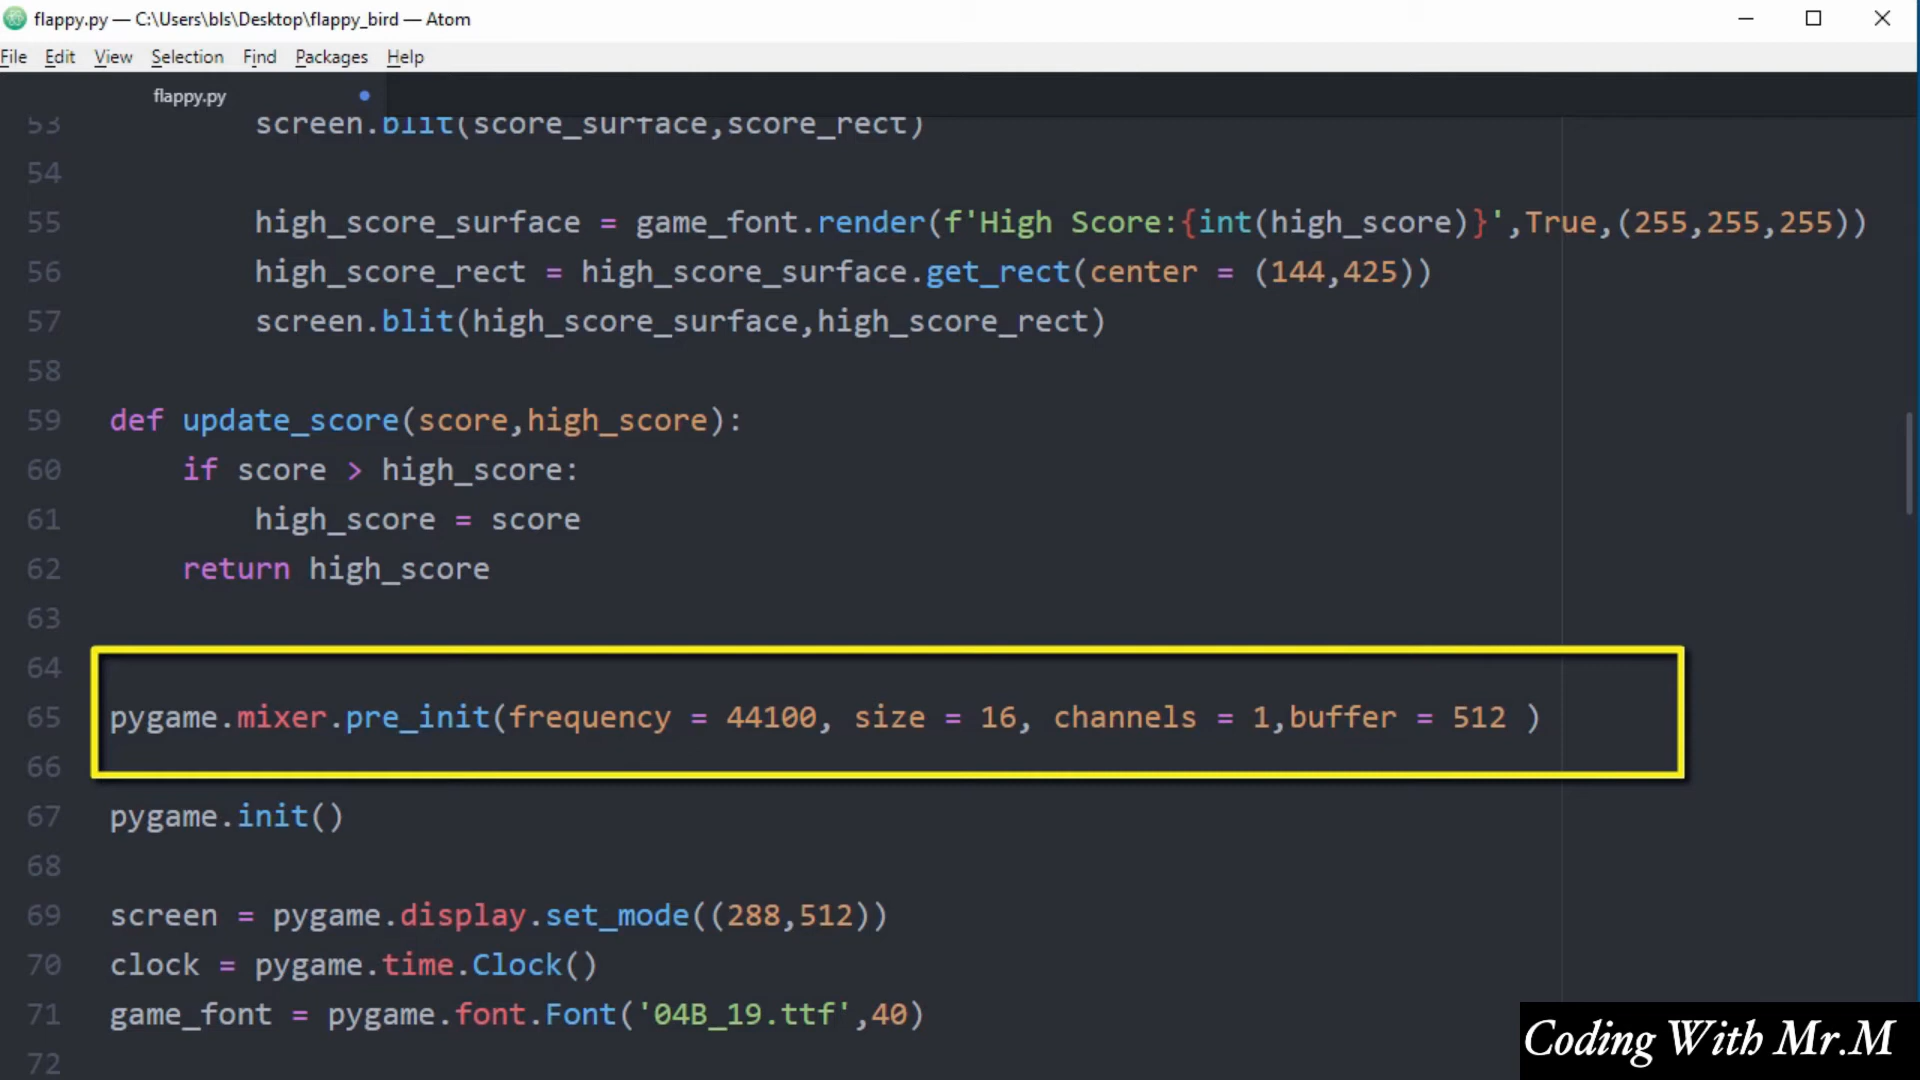 flappy.py — C:\Users\bls\Desktop\flappy_bird — Atom
File Edit View Selection Find Packages Help
flappy.py
53 screen.blit(score_surface,score_rect)
54
55 high_score_surface = game_font.render(f'High Score:{int(high_score)}',True,(255,255,255))
56 high_score_rect = high_score_surface.get_rect(center = (144,425))
57 screen.blit(high_score_surface,high_score_rect)
58
59 def update_score(score,high_score):
60 if score > high_score:
61 high_score = score
62 return high_score
63
64
65 pygame.mixer.pre_init(frequency = 44100, size = 16, channels = 1,buffer = 512 )
66
67 pygame.init()
68
69 screen = pygame.display.set_mode((288,512))
70 clock = pygame.time.Clock()
71 game_font = pygame.font.Font('04B_19.ttf',40)
72
Coding With Mr.M